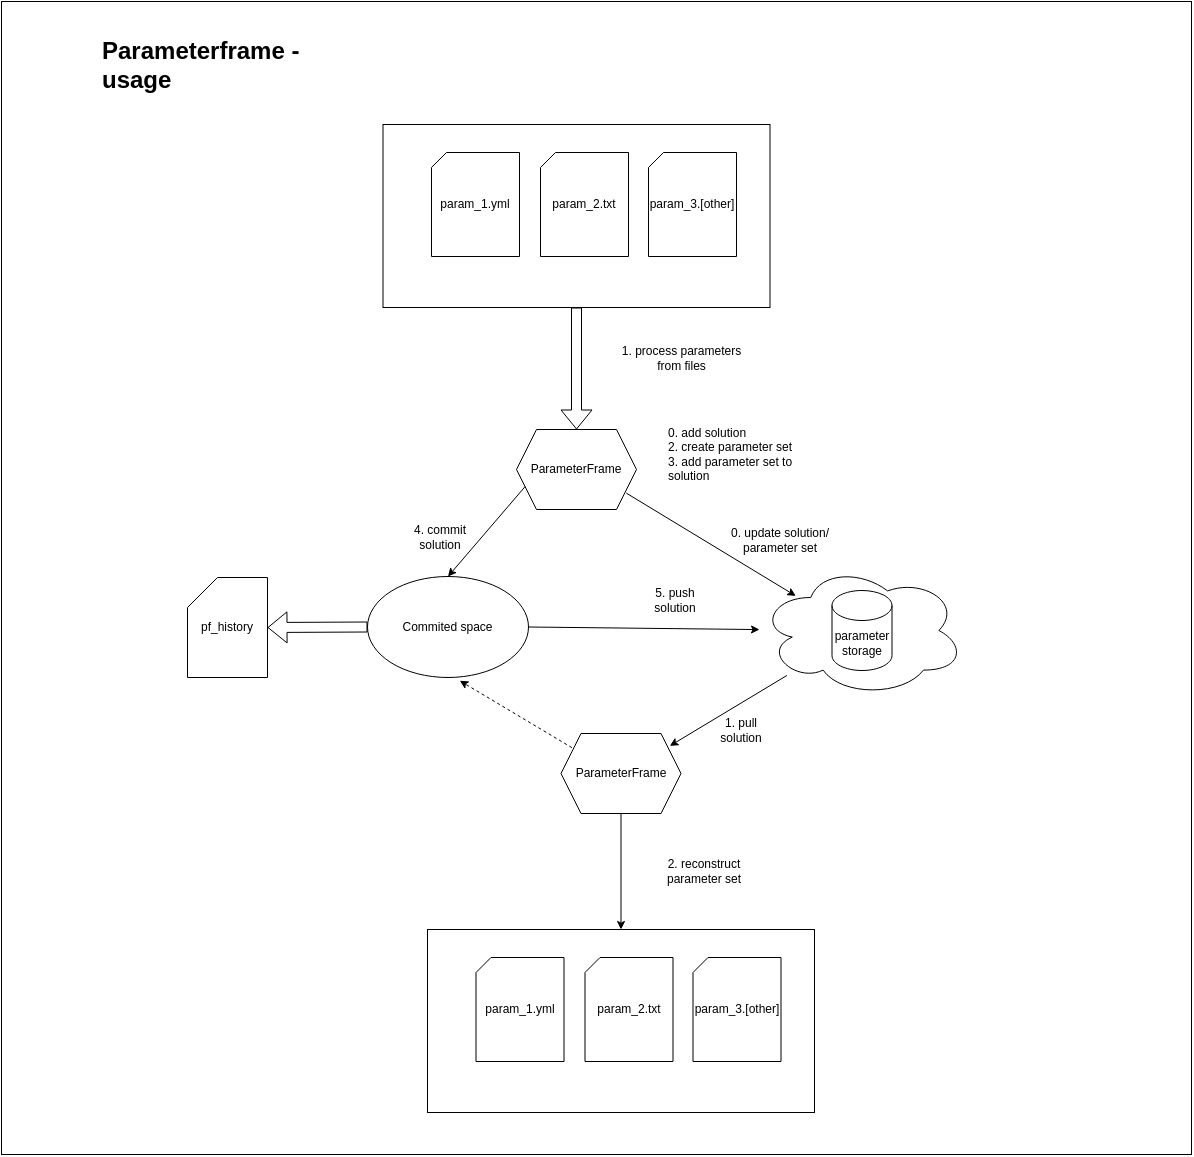 Parameterframe -
usage
param_1.yml
param_2.txt
param_3.[other]
1. process parameters
from files
ParameterFrame
0. add solution
2. create parameter set
3. add parameter set to
solution
4. commit
solution
0. update solution/
parameter set
pf_history
Commited space
5. push
solution
parameter
storage
1. pull
solution
ParameterFrame
2. reconstruct
parameter set
param_1.yml
param_2.txt
param_3.[other]